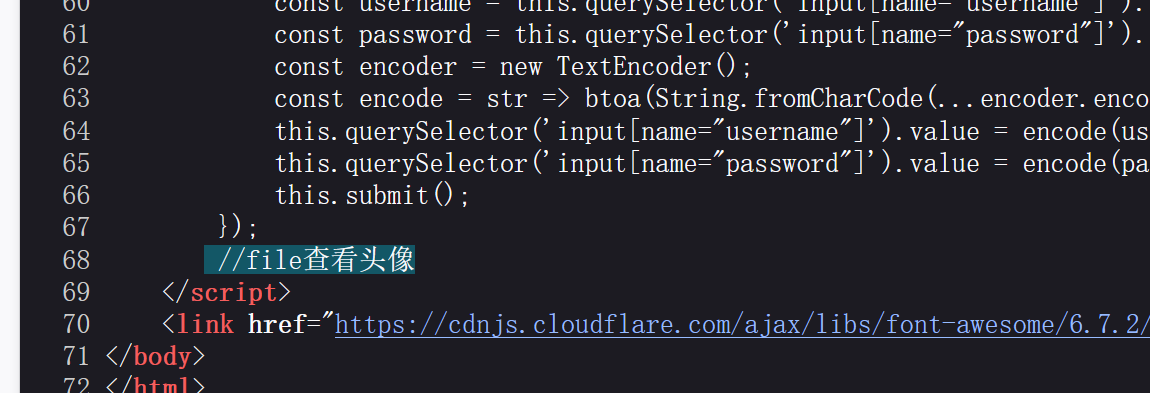 60 const username = this.querySelector('input[name="username"]').
61 const password = this.querySelector('input[name="password"]').
62 const encoder = new TextEncoder();
63 const encode = str => btoa(String.fromCharCode(...encoder.enco
64 this.querySelector('input[name="username"]').value = encode(us
65 this.querySelector('input[name="password"]').value = encode(pa
66 this.submit();
67 });
68 //file查看头像
69 </script>
70 <link href="https://cdnjs.cloudflare.com/ajax/libs/font-awesome/6.7.2/
71 </body>
72 </html>